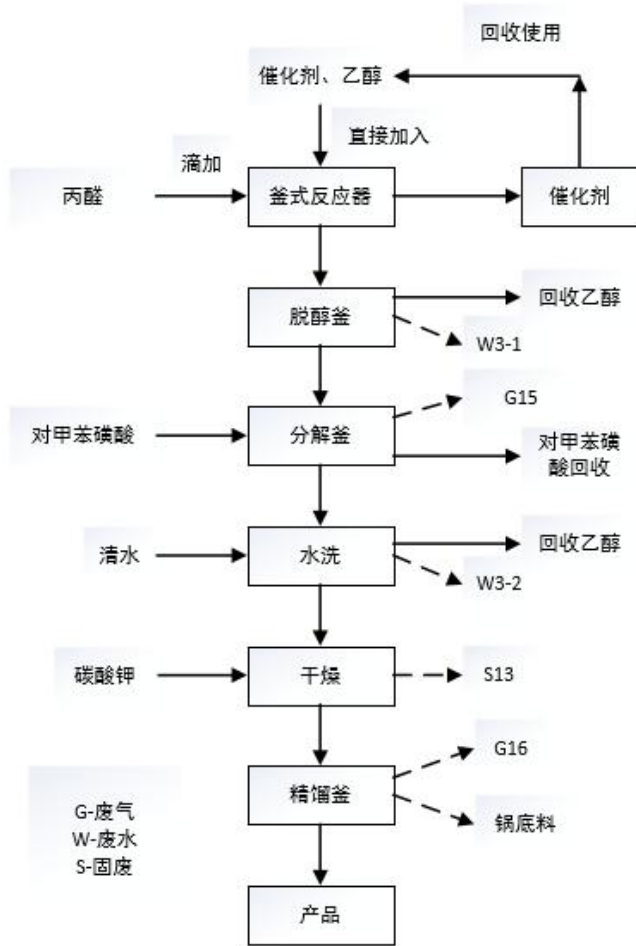 回收使用
催化剂、乙醇
直接加入
滴加
丙醛
釜式反应器
催化剂
脱醇釜
回收乙醇
W3-1
G15
对甲苯磺酸
分解釜
对甲苯磺
酸回收
清水
水洗
回收乙醇
W3-2
碳酸钾
干燥
S13
G16
精馏釜
锅底料
G-废气
W-废水
S-固废
产品